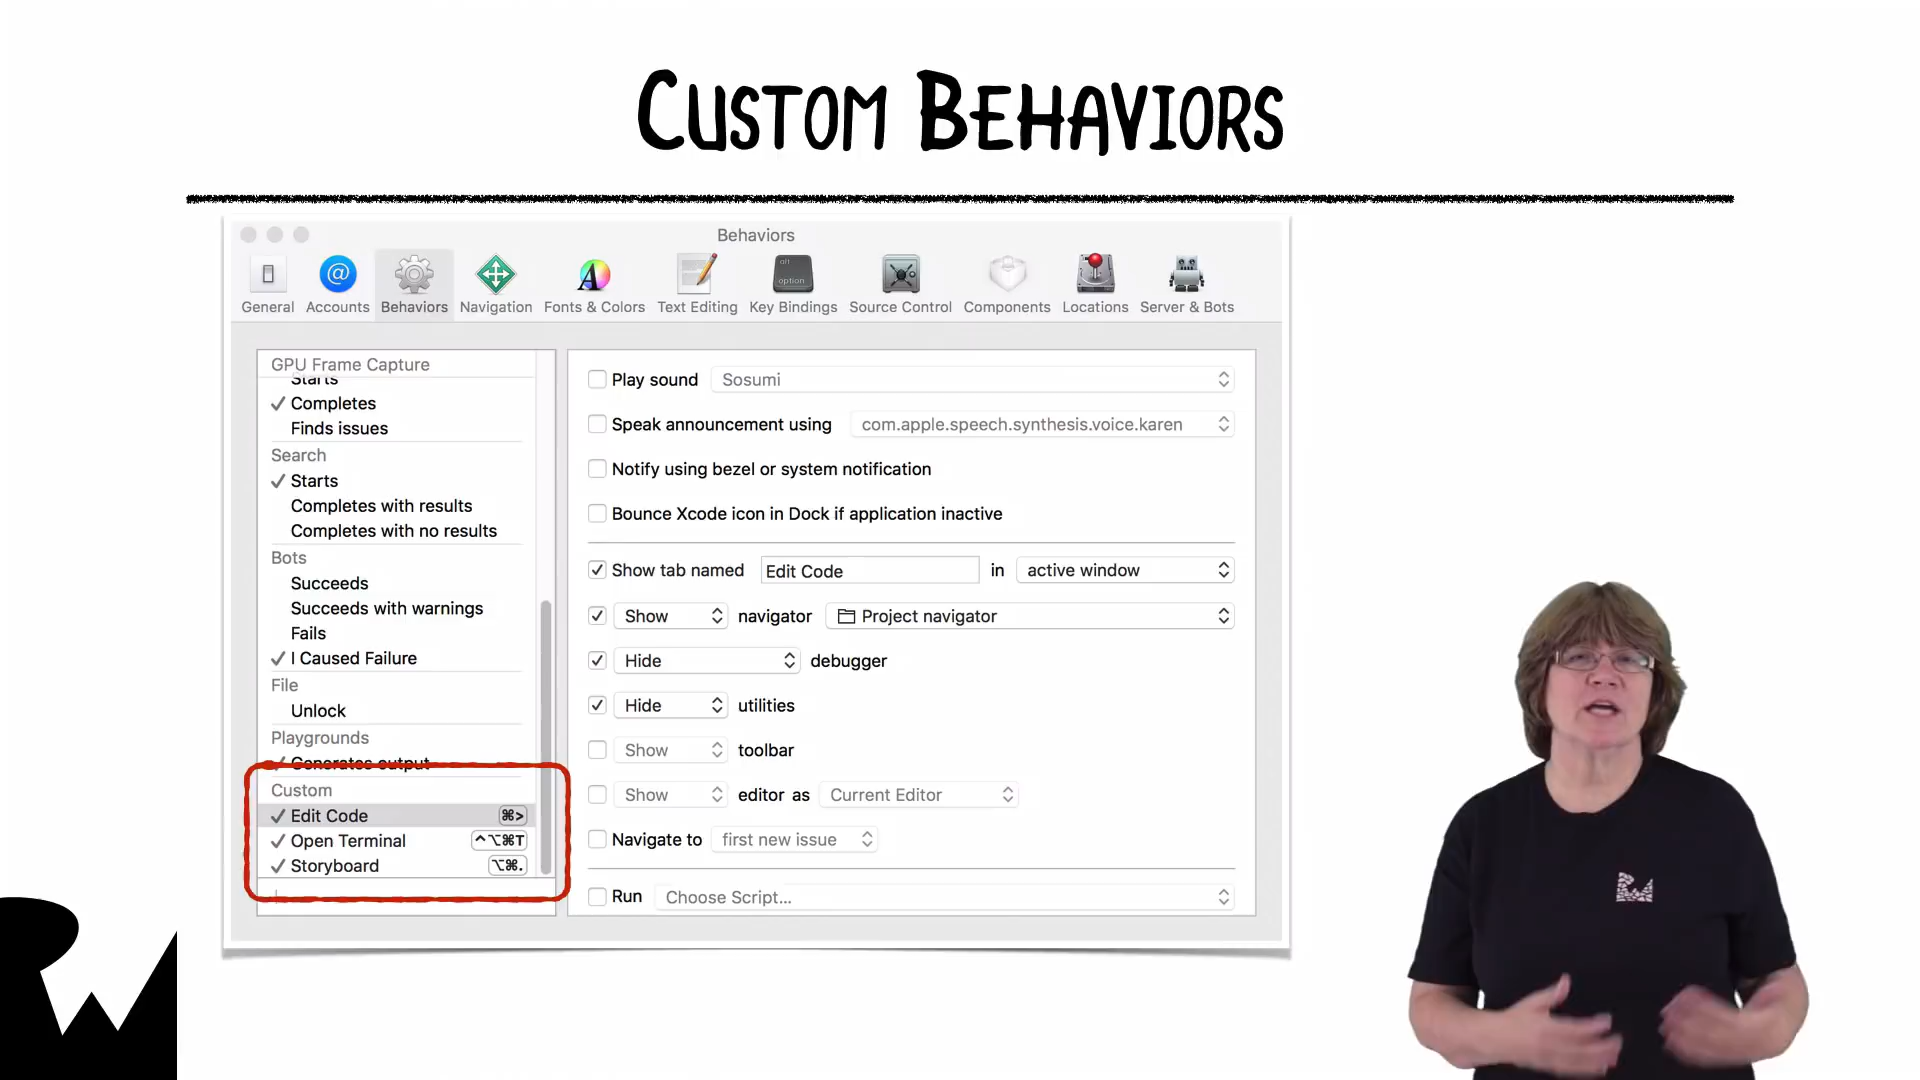 CUSTOM BEHAVIORS
Behaviors
General Accounts Behaviors Navigation Fonts & Colors Text Editing Key Bindings Source Control Components Locations Server & Bots
alt
option
GPU Frame Capture
Starts
Completes
Finds issues
Search
Starts
Completes with results
Completes with no results
Bots
Succeeds
Succeeds with warnings
Fails
I Caused Failure
File
Unlock
Playgrounds
Generates output
Custom
Edit Code ⌘>
Open Terminal ^⌥⌘T
Storyboard ⌥⌘.
Play sound Sosumi
Speak announcement using com.apple.speech.synthesis.voice.karen
Notify using bezel or system notification
Bounce Xcode icon in Dock if application inactive
Show tab named Edit Code in active window
Show navigator Project navigator
Hide debugger
Hide utilities
Show toolbar
Show editor as Current Editor
Navigate to first new issue
Run Choose Script...